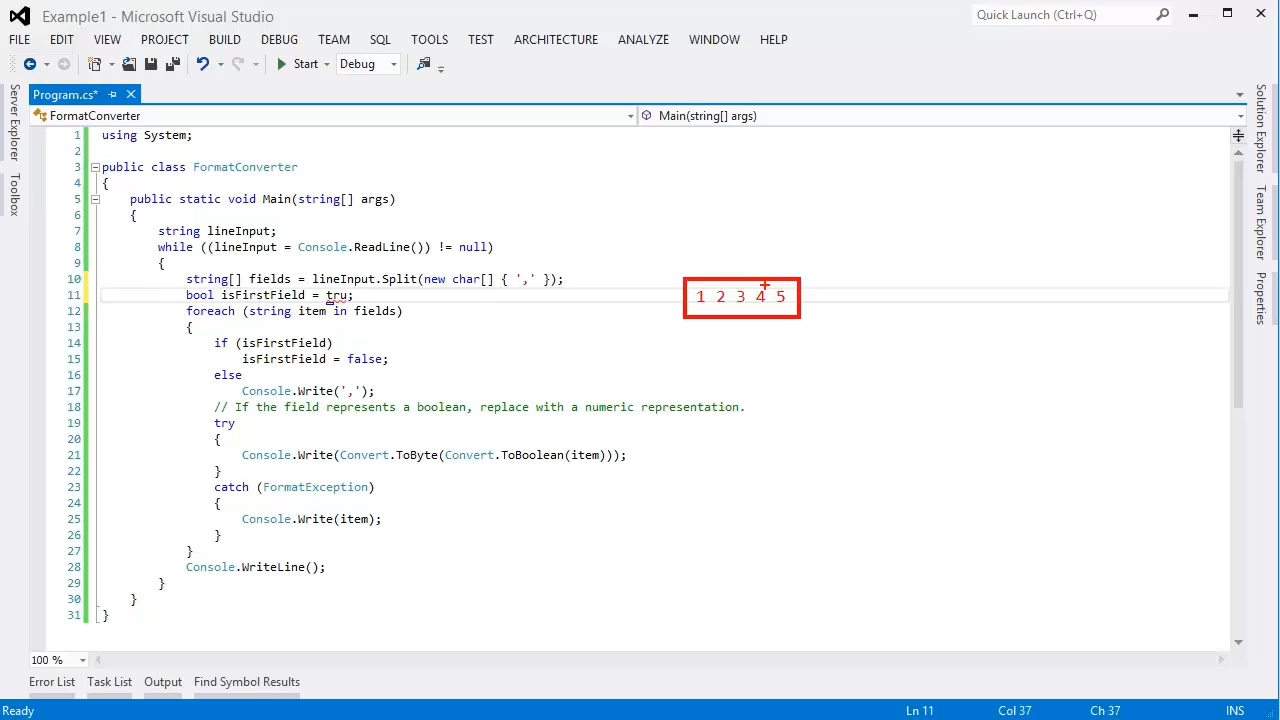 Example1 - Microsoft Visual Studio
Quick Launch (Ctrl+Q)
FILE EDIT VIEW PROJECT BUILD DEBUG TEAM SQL TOOLS TEST ARCHITECTURE ANALYZE WINDOW HELP
Start Debug
Program.cs*
FormatConverter Main(string[] args)
Server Explorer
Toolbox
Solution Explorer
Team Explorer
Properties
1 using System;
2
3 public class FormatConverter
4 {
5 public static void Main(string[] args)
6 {
7 string lineInput;
8 while ((lineInput = Console.ReadLine()) != null)
9 {
10 string[] fields = lineInput.Split(new char[] { ',' });
11 bool isFirstField = tru;
1 2 3 4 5
12 foreach (string item in fields)
13 {
14 if (isFirstField)
15 isFirstField = false;
16 else
17 Console.Write(',');
18 // If the field represents a boolean, replace with a numeric representation.
19 try
20 {
21 Console.Write(Convert.ToByte(Convert.ToBoolean(item)));
22 }
23 catch (FormatException)
24 {
25 Console.Write(item);
26 }
27 }
28 Console.WriteLine();
29 }
30 }
31 }
100 %
Error List Task List Output Find Symbol Results
Ready Ln 11 Col 37 Ch 37 INS